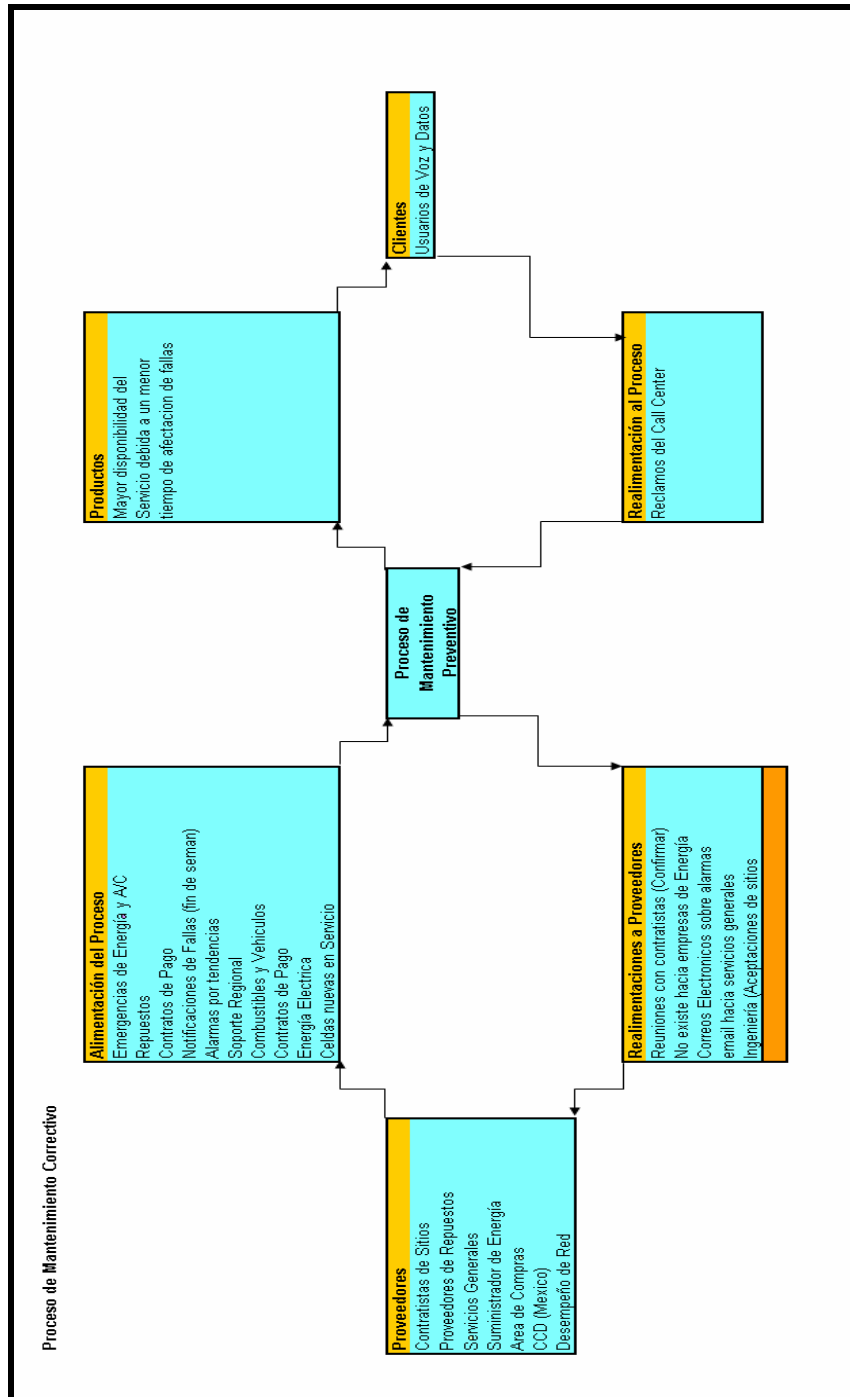 Proceso de Mantenimiento Correctivo
Proveedores
Contratistas de Sitios
Proveedores de Repuestos
Servicios Generales
Suministrador de Energía
Area de Compras
CCD (Mexico)
Desempeño de Red
Alimentación del Proceso
Emergencias de Energía y A/C
Repuestos
Contratos de Pago
Notificaciones de Fallas (fin de seman)
Alarmas por tendencias
Soporte Regional
Combustibles y Vehiculos
Contratos de Pago
Energía Electrica
Celdas nuevas en Servicio
Realimentaciones a Proveedores
Reuniones con contratistas (Confirmar)
No existe hacia empresas de Energía
Correos Electronicos sobre alarmas
email hacia servicios generales
Ingeniería (Aceptaciones de sitios
Proceso de
Mantenimiento
Preventivo
Productos
Mayor disponibilidad del
Servicio debida a un menor
tiempo de afectacion de fallas
Realimentación al Proceso
Reclamos del Call Center
Clientes
Usuarios de Voz y Datos